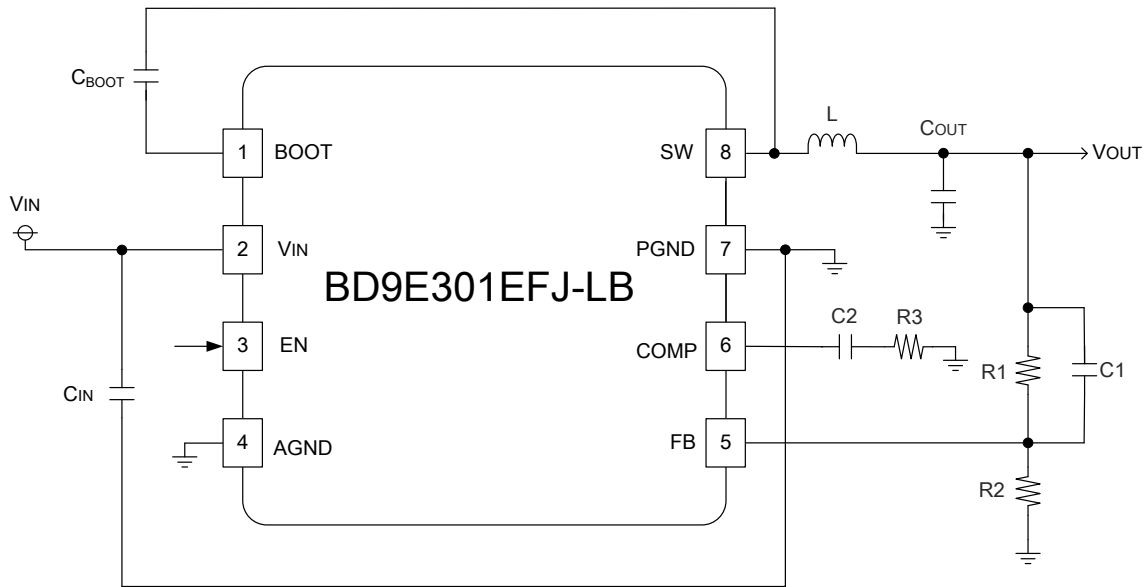 CBOOT
1 BOOT
SW 8
L
COUT
VOUT
VIN
2 VIN
PGND 7
BD9E301EFJ-LB
3 EN
COMP 6
C2
R3
R1
C1
CIN
4 AGND
FB 5
R2